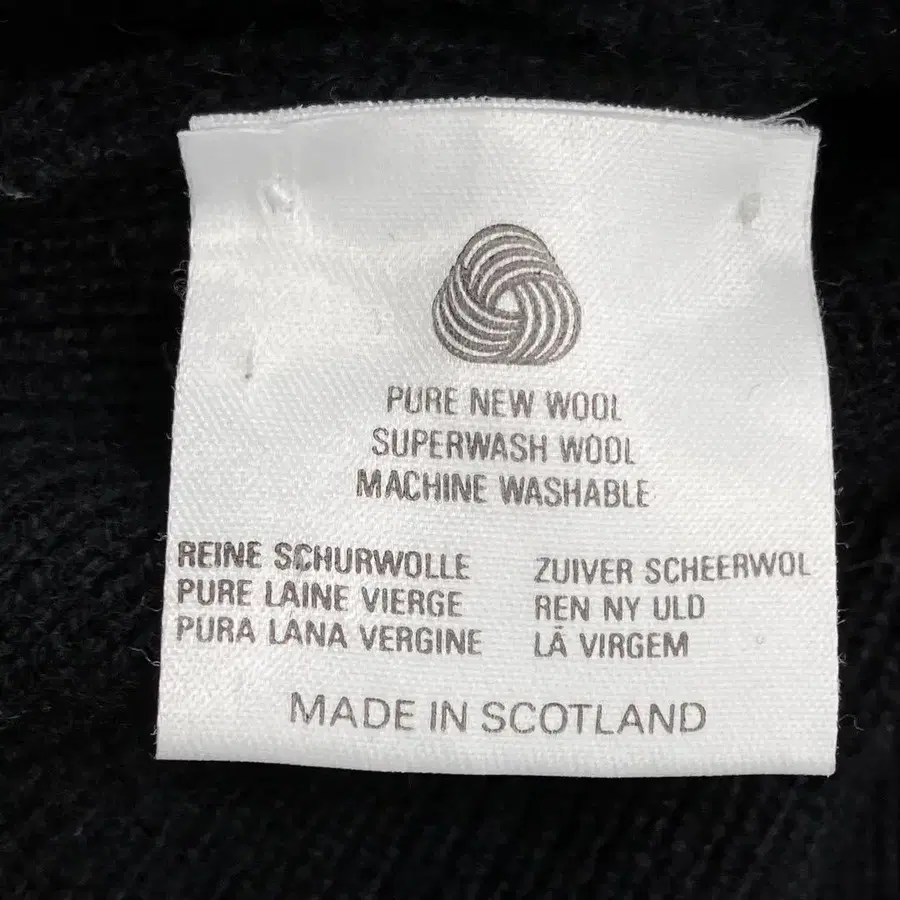 PURE NEW WOOL
SUPERWASH WOOL
MACHINE WASHABLE
REINE SCHURWOLLE
PURE LAINE VIERGE
PURA LANA VERGINE
ZUIVER SCHEERWOL
REN NY ULD
LÃ VIRGEM
MADE IN SCOTLAND